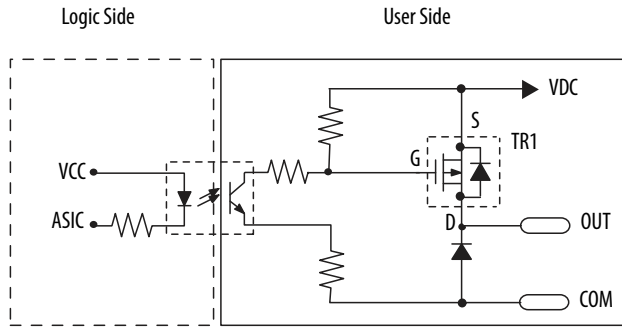 Logic Side
User Side
VDC
S
TR1
G
VCC
ASIC
D
OUT
COM